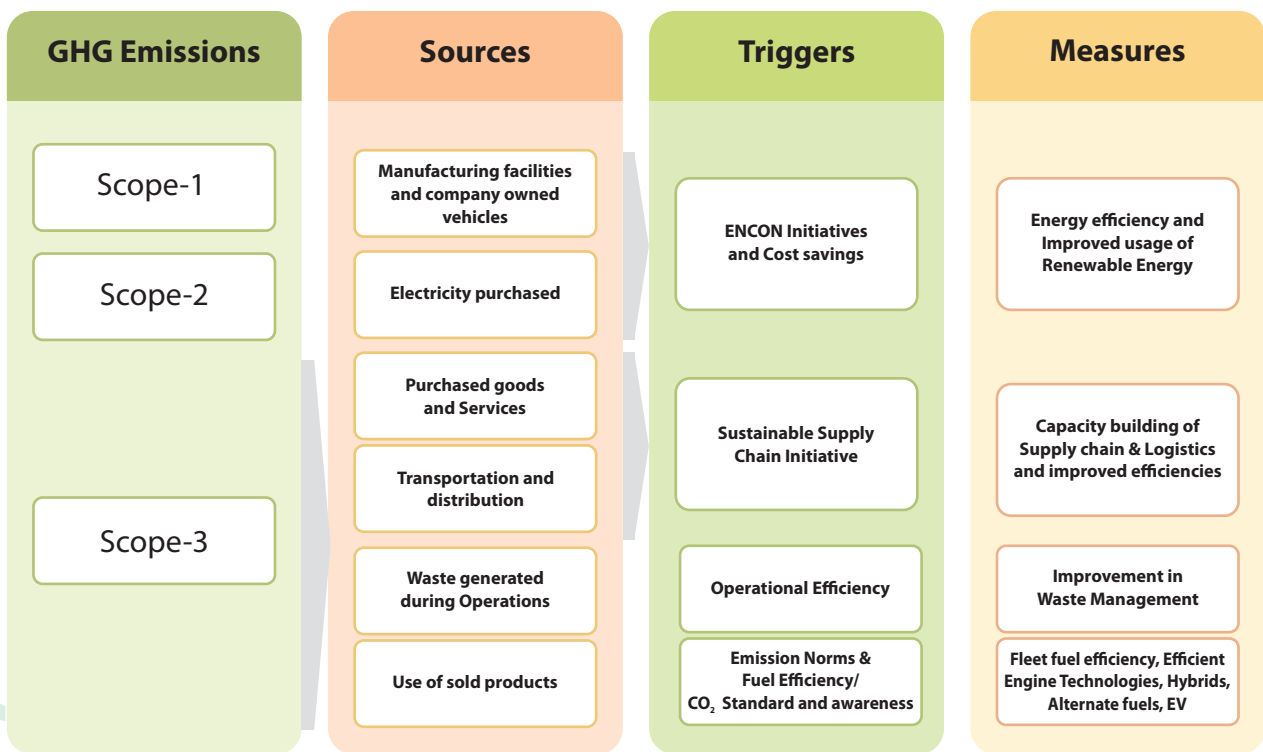 GHG Emissions
Scope-1
Scope-2
Scope-3
Sources
Manufacturing facilities
and company owned
vehicles
Electricity purchased
Purchased goods
and Services
Transportation and
distribution
Waste generated
during Operations
Use of sold products
Triggers
ENCON Initiatives
and Cost savings
Sustainable Supply
Chain Initiative
Operational Efficiency
Emission Norms &
Fuel Efficiency/
CO₂ Standard and awareness
Measures
Energy efficiency and
Improved usage of
Renewable Energy
Capacity building of
Supply chain & Logistics
and improved efficiencies
Improvement in
Waste Management
Fleet fuel efficiency, Efficient
Engine Technologies, Hybrids,
Alternate fuels, EV